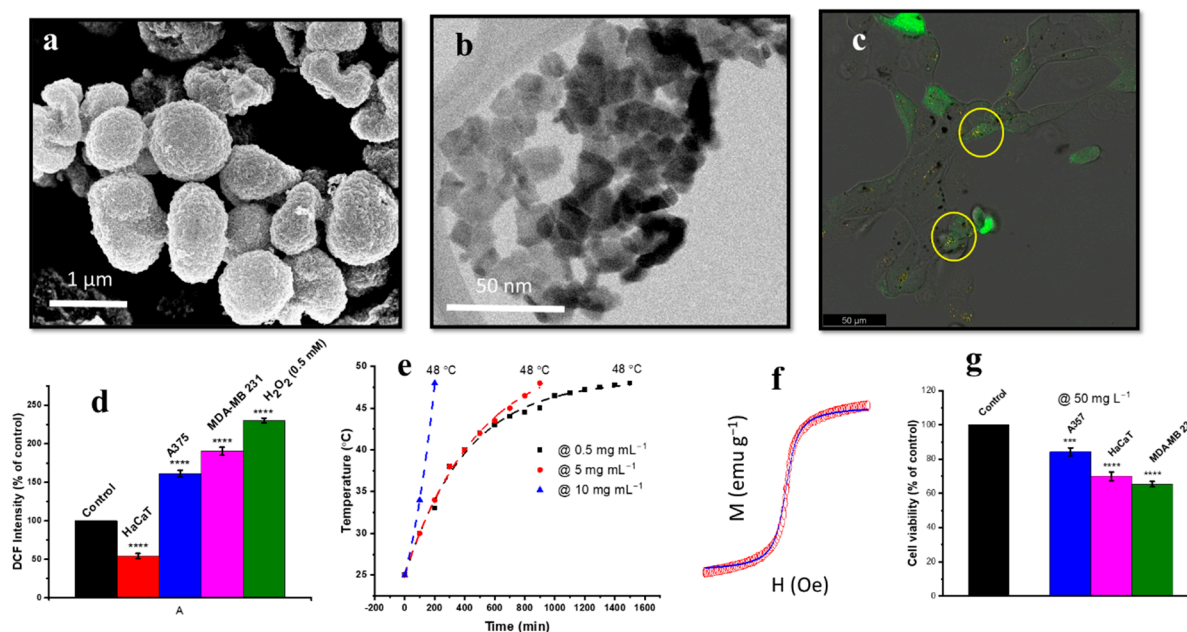 a
1 µm
b
50 nm
c
50 µm
d
DCF Intensity (% of control)
250
225
200
150
100
50
0
Control
HaCaT
A375
MDA-MB 231
H₂O₂ (0.5 mM)
****
****
****
****
A
e
Temperature (°C)
50
45
40
35
30
25
48 °C
48 °C
48 °C
@ 0.5 mg mL⁻¹
@ 5 mg mL⁻¹
@ 10 mg mL⁻¹
-200 0 200 400 600 800 1000 1200 1400 1600
Time (min)
f
M (emu g⁻¹)
H (Oe)
g
Cell viability (% of control)
120
100
80
60
40
20
0
@ 50 mg L⁻¹
Control
A357
HaCaT
MDA-MB 23
***
****
****